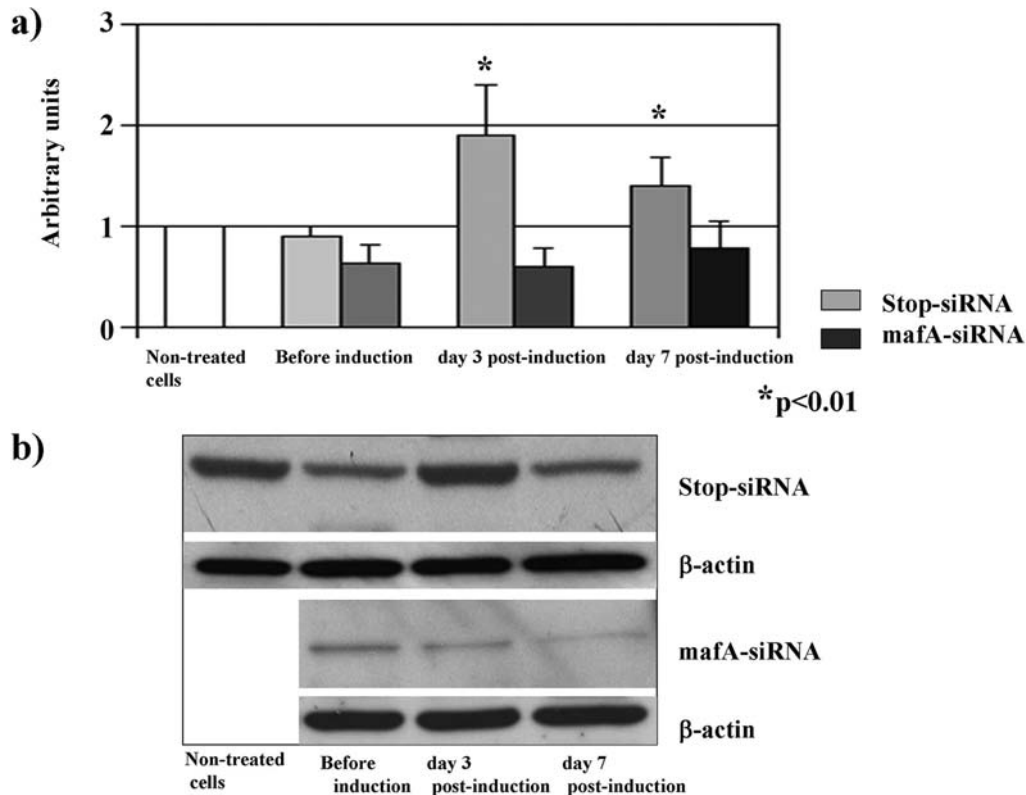 a)
3
2
1
0
Arbitrary units
*
*
Non-treated
cells
Before induction
day 3 post-induction
day 7 post-induction
Stop-siRNA
mafA-siRNA
*p<0.01
b)
Stop-siRNA
β-actin
mafA-siRNA
β-actin
Non-treated
cells
Before
induction
day 3
post-induction
day 7
post-induction